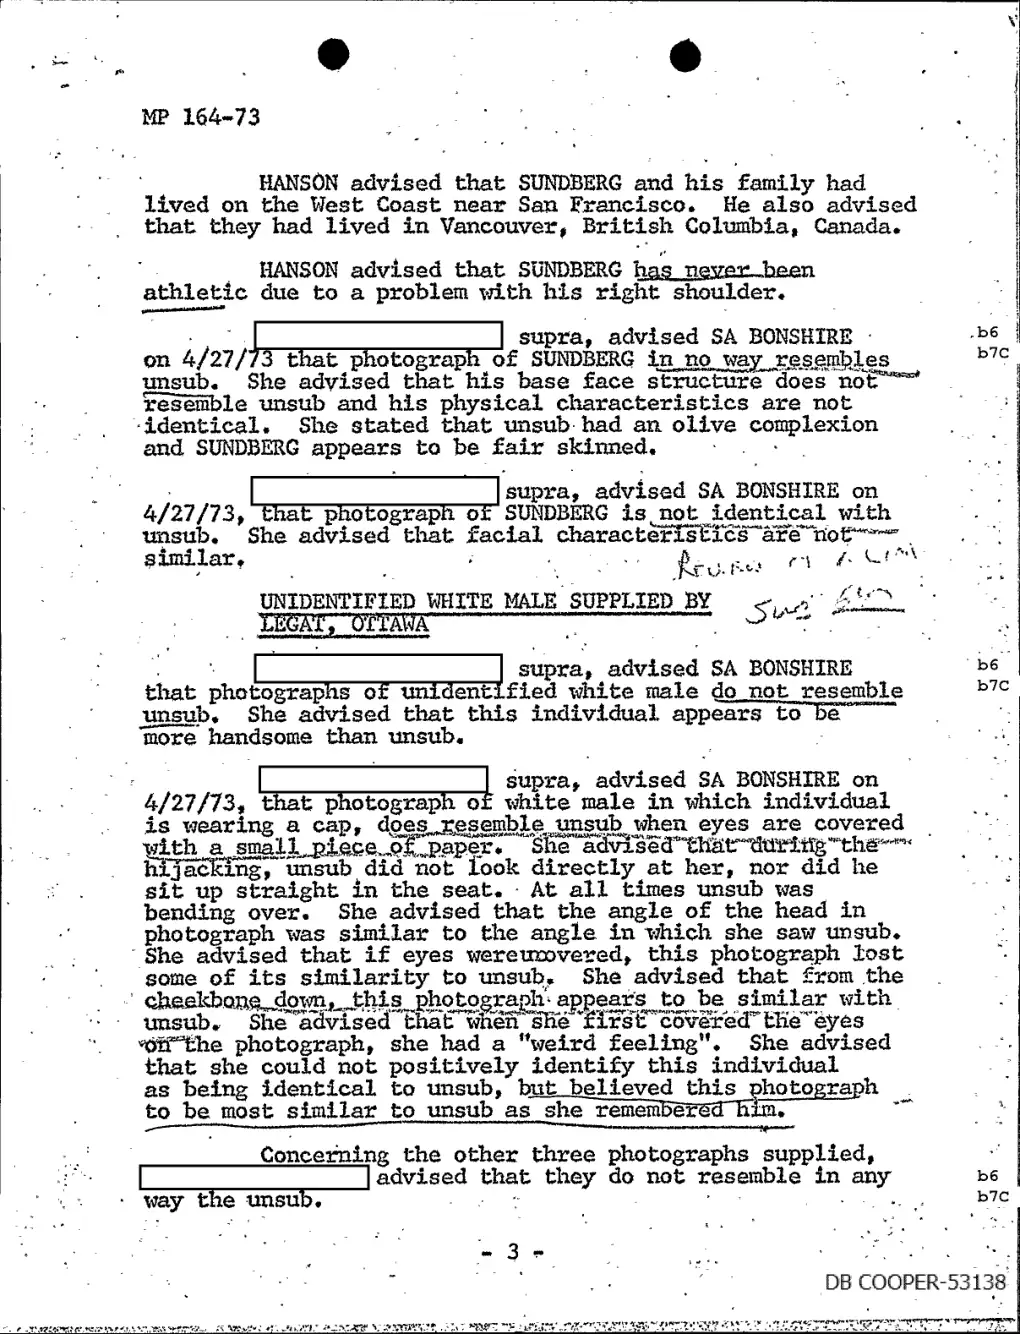 MP 164-73
HANSON advised that SUNDBERG and his family had
lived on the West Coast near San Francisco. He also advised
that they had lived in Vancouver, British Columbia, Canada.
HANSON advised that SUNDBERG has never been
athletic due to a problem with his right shoulder.
supra, advised SA BONSHIRE
b6
on 4/27/73 that photograph of SUNDBERG in no way resembles
b7C
unsub. She advised that his base face structure does not
resemble unsub and his physical characteristics are not
identical. She stated that unsub had an olive complexion
and SUNDBERG appears to be fair skinned.
supra, advised SA BONSHIRE on
4/27/73, that photograph of SUNDBERG is not identical with
unsub. She advised that facial characteristics are not
similar.
UNIDENTIFIED WHITE MALE SUPPLIED BY
LEGAT, OTTAWA
supra, advised SA BONSHIRE
b6
that photographs of unidentified white male do not resemble
b7C
unsub. She advised that this individual appears to be
more handsome than unsub.
supra, advised SA BONSHIRE on
4/27/73, that photograph of white male in which individual
is wearing a cap, does resemble unsub when eyes are covered
with a small piece of paper. She advised that during the
hijacking, unsub did not look directly at her, nor did he
sit up straight in the seat. At all times unsub was
bending over. She advised that the angle of the head in
photograph was similar to the angle in which she saw unsub.
She advised that if eyes wereuncovered, this photograph lost
some of its similarity to unsub. She advised that from the
cheekbone down, this photograph appears to be similar with
unsub. She advised that when she first covered the eyes
on the photograph, she had a "weird feeling". She advised
that she could not positively identify this individual
as being identical to unsub, but believed this photograph
to be most similar to unsub as she remembered him.
Concerning the other three photographs supplied,
advised that they do not resemble in any
b6
way the unsub.
b7C
- 3 -
DB COOPER-53138